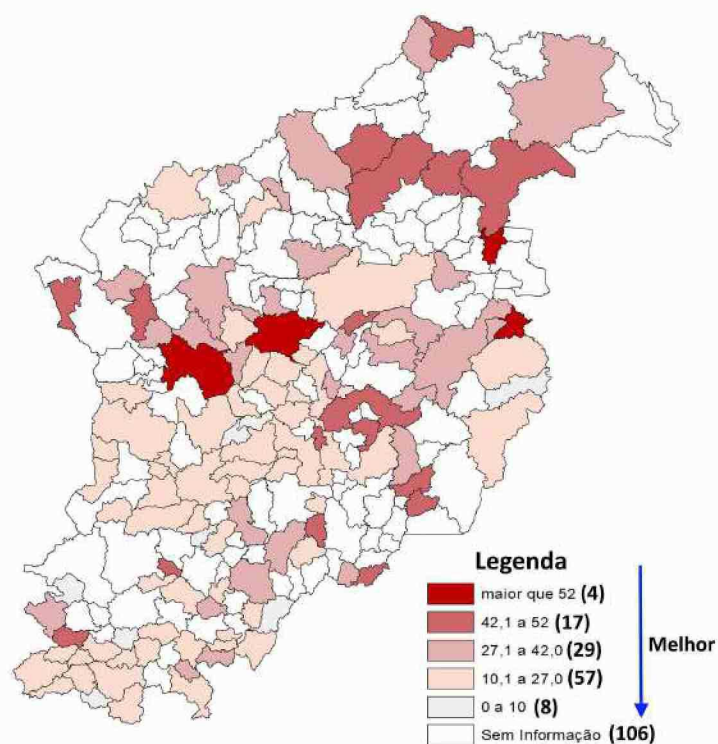 Legenda
maior que 52 (4)
42,1 a 52 (17)
27,1 a 42,0 (29)
10,1 a 27,0 (57)
0 a 10 (8)
Sem Informação (106)
Melhor